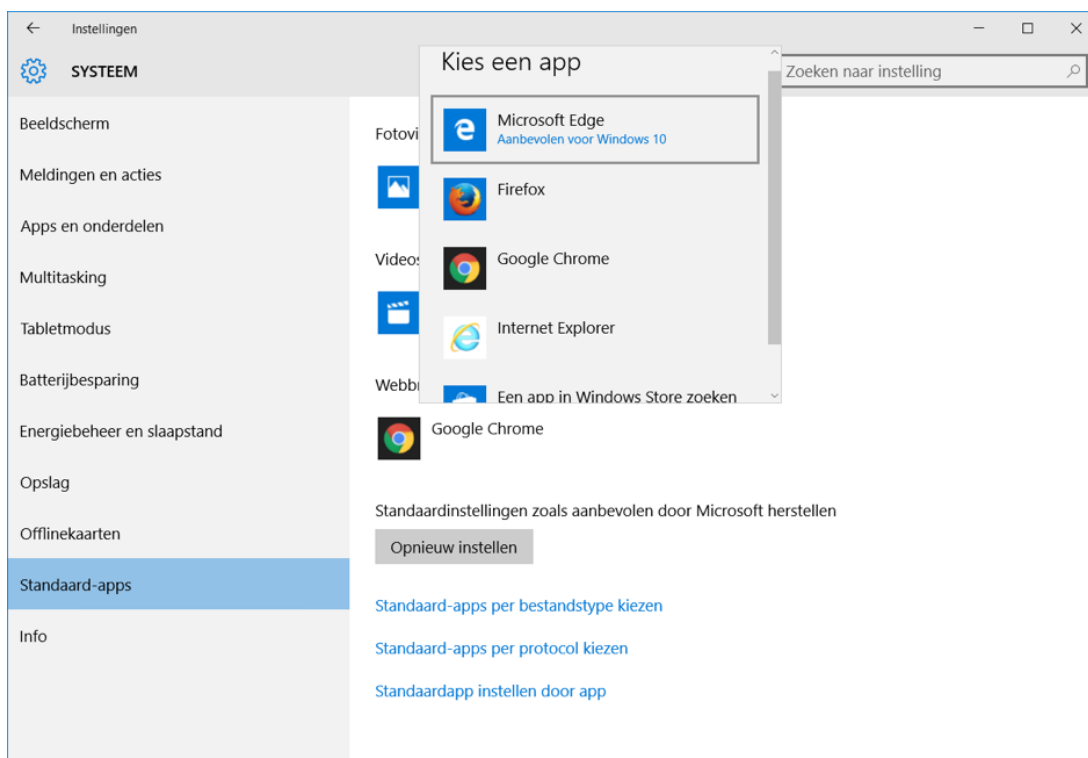 Instellingen
SYSTEEM
Zoeken naar instelling
Beeldscherm
Meldingen en acties
Apps en onderdelen
Multitasking
Tabletmodus
Batterijbesparing
Energiebeheer en slaapstand
Opslag
Offlinekaarten
Standaard-apps
Info
Kies een app
Microsoft Edge
Aanbevolen voor Windows 10
Firefox
Google Chrome
Internet Explorer
Een app in Windows Store zoeken
Google Chrome
Standaardinstellingen zoals aanbevolen door Microsoft herstellen
Opnieuw instellen
Standaard-apps per bestandstype kiezen
Standaard-apps per protocol kiezen
Standaardapp instellen door app